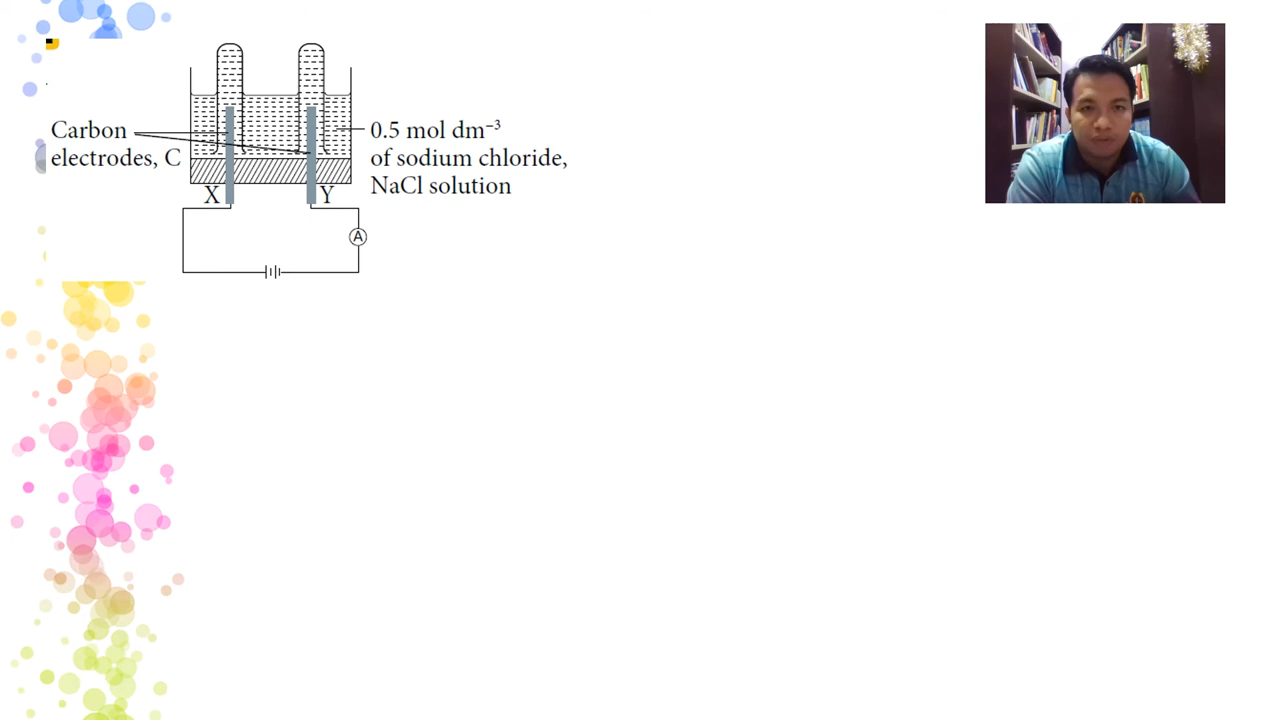 Carbon
electrodes, C
0.5 mol dm⁻³
of sodium chloride,
NaCl solution
X
Y
A